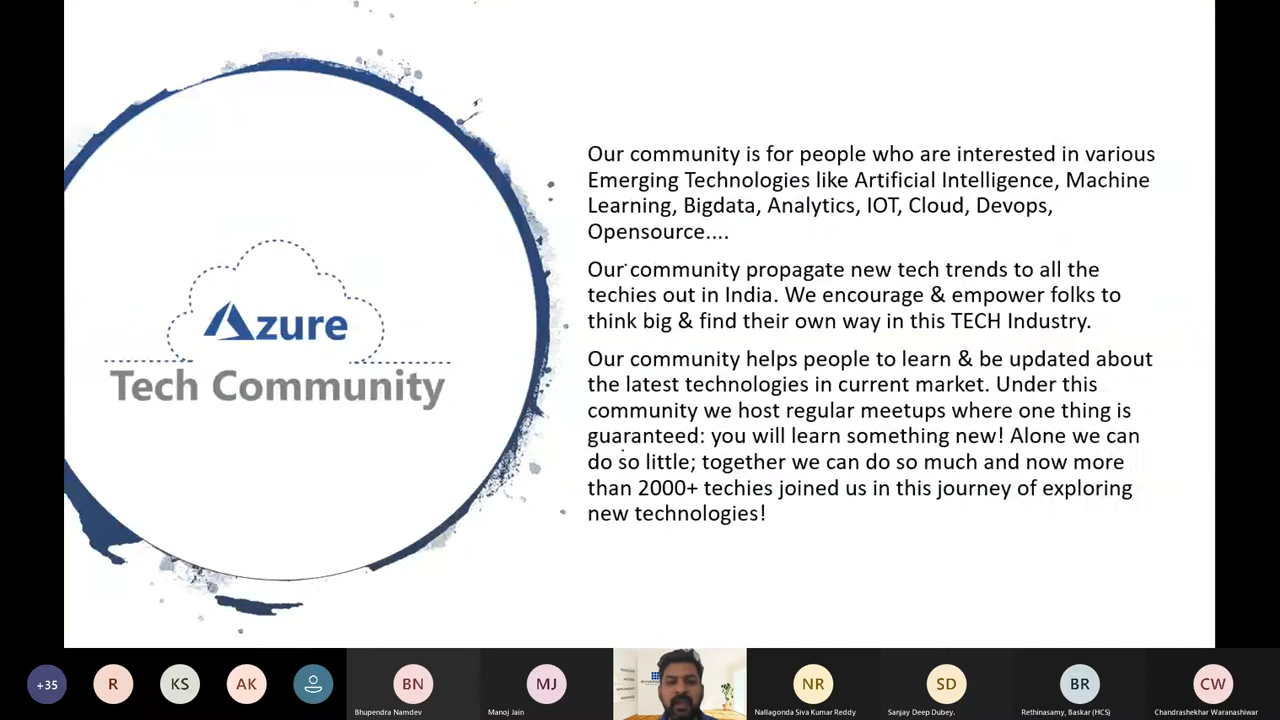 Our community is for people who are interested in various
Emerging Technologies like Artificial Intelligence, Machine
Learning, Bigdata, Analytics, IOT, Cloud, Devops,
Opensource....
Our community propagate new tech trends to all the
techies out in India. We encourage & empower folks to
think big & find their own way in this TECH Industry.
Our community helps people to learn & be updated about
the latest technologies in current market. Under this
community we host regular meetups where one thing is
guaranteed: you will learn something new! Alone we can
do so little; together we can do so much and now more
than 2000+ techies joined us in this journey of exploring
new technologies!
Azure
Tech Community
+35
R
KS
AK
BN
MJ
NR
SD
BR
CW
Bhupendra Namdev
Manoj Jain
Nallagonda Siva Kumar Reddy
Sanjay Deep Dubey.
Rethinasamy, Baskar (HCS)
Chandrashekhar Waranashiwar